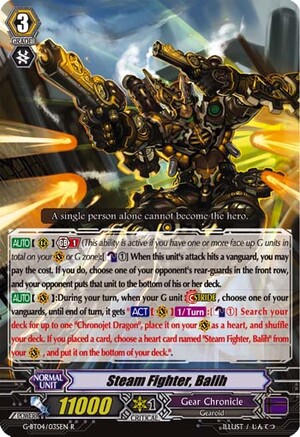 3
GRADE
A single person alone cannot become the hero.
AUTO GB 1 (This ability is active if you have one or more face up G units in
total on your or G zone:) When this unit's attack hits a vanguard, you may
pay the cost. If you do, choose one of your opponent's rear-guards in the front row,
and your opponent puts that unit to the bottom of his or her deck.
AUTO :During your turn, when your G unit STRIDE, choose one of your
vanguards, until end of turn, it gets "ACT 1/Turn : Search your
deck for up to one "Chronojet Dragon", place it on your as a heart, and shuffle
your deck. If you placed a card, choose a heart card named "Steam Fighter, Balih" from
your , and put it on the bottom of your deck.".
NORMAL UNIT
Steam Fighter, Balih
POWER
11000
1
CRITICAL
Gear Chronicle
Gearoid
G-BT04/035EN R
ILLUST / じんてつ